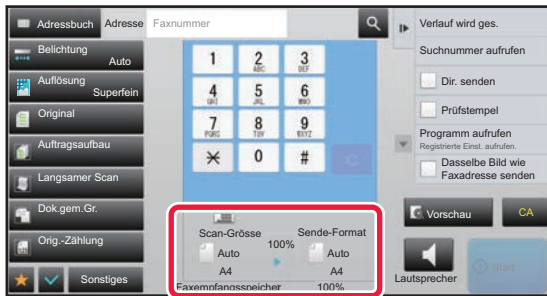 Adressbuch Adresse Faxnummer
Belichtung
Auto
Auflösung
Superfein
Original
Auftragsaufbau
Langsamer Scan
Dok.gem.Gr.
Orig.-Zählung
Sonstiges
1 2 ABC 3 DEF
4 GHI 5 JKL 6 MNO
7 PQRS 8 TUV 9 WXYZ
0 # C
Scan-Grösse
Auto
A4
100%
Sende-Format
Auto
A4
Faxempfangsspeicher 100%
Verlauf wird ges.
Suchnummer aufrufen
Dir. senden
Prüfstempel
Programm aufrufen
Registrierte Einst. aufrufen.
Dasselbe Bild wie
Faxadresse senden
Vorschau CA
Lautsprecher
Start